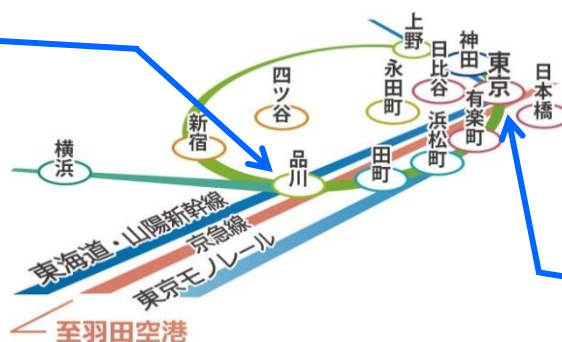 上野
神田
東京
日比谷
日本橋
四ツ谷
永田町
有楽町
新宿
浜松町
横浜
品川
田町
東海道・山陽新幹線
京急線
東京モノレール
至羽田空港